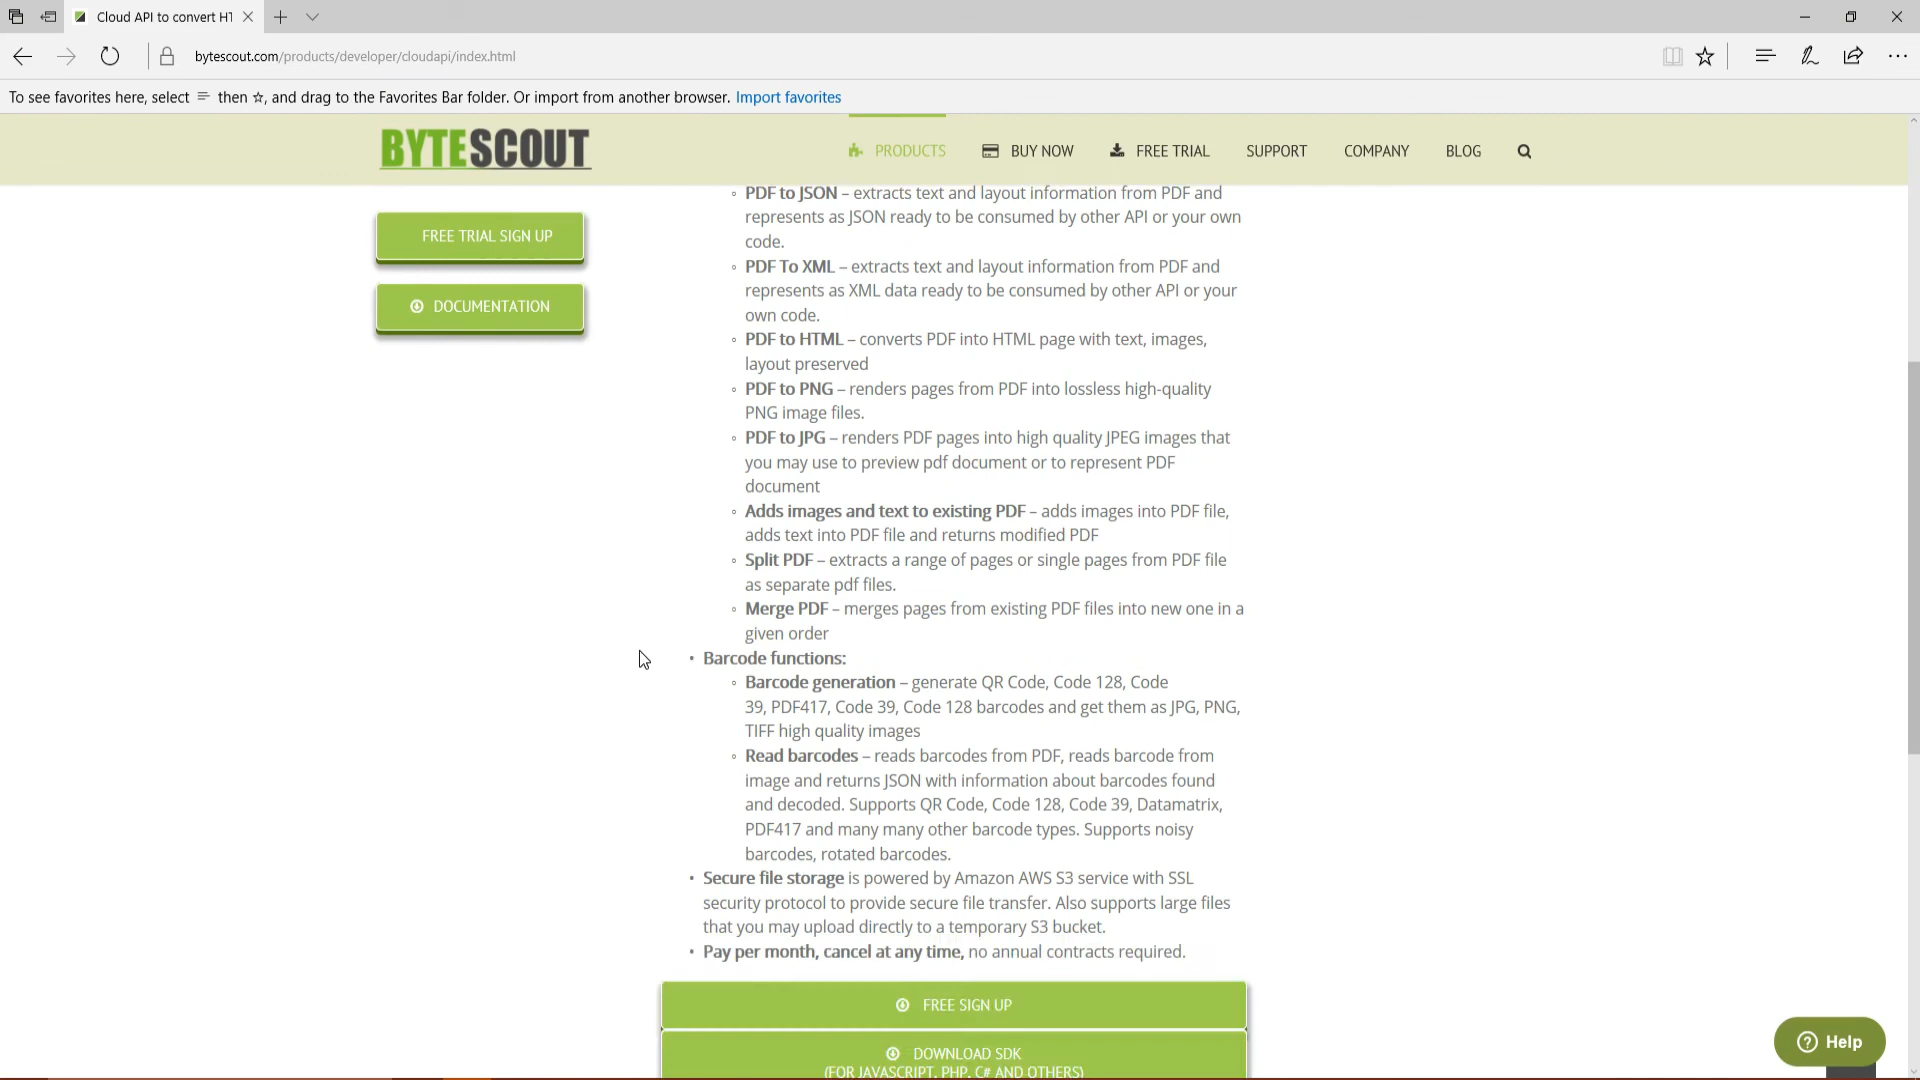 Cloud API to convert HT
bytescout.com/products/developer/cloudapi/index.html
To see favorites here, select then ☆, and drag to the Favorites Bar folder. Or import from another browser. Import favorites
BYTESCOUT
PRODUCTS BUY NOW FREE TRIAL SUPPORT COMPANY BLOG
FREE TRIAL SIGN UP
DOCUMENTATION
◦ PDF to JSON – extracts text and layout information from PDF and
represents as JSON ready to be consumed by other API or your own
code.
◦ PDF To XML – extracts text and layout information from PDF and
represents as XML data ready to be consumed by other API or your
own code.
◦ PDF to HTML – converts PDF into HTML page with text, images,
layout preserved
◦ PDF to PNG – renders pages from PDF into lossless high-quality
PNG image files.
◦ PDF to JPG – renders PDF pages into high quality JPEG images that
you may use to preview pdf document or to represent PDF
document
◦ Adds images and text to existing PDF – adds images into PDF file,
adds text into PDF file and returns modified PDF
◦ Split PDF – extracts a range of pages or single pages from PDF file
as separate pdf files.
◦ Merge PDF – merges pages from existing PDF files into new one in a
given order
• Barcode functions:
◦ Barcode generation – generate QR Code, Code 128, Code
39, PDF417, Code 39, Code 128 barcodes and get them as JPG, PNG,
TIFF high quality images
◦ Read barcodes – reads barcodes from PDF, reads barcode from
image and returns JSON with information about barcodes found
and decoded. Supports QR Code, Code 128, Code 39, Datamatrix,
PDF417 and many many other barcode types. Supports noisy
barcodes, rotated barcodes.
• Secure file storage is powered by Amazon AWS S3 service with SSL
security protocol to provide secure file transfer. Also supports large files
that you may upload directly to a temporary S3 bucket.
• Pay per month, cancel at any time, no annual contracts required.
FREE SIGN UP
DOWNLOAD SDK
(FOR JAVASCRIPT, PHP, C# AND OTHERS)
Help